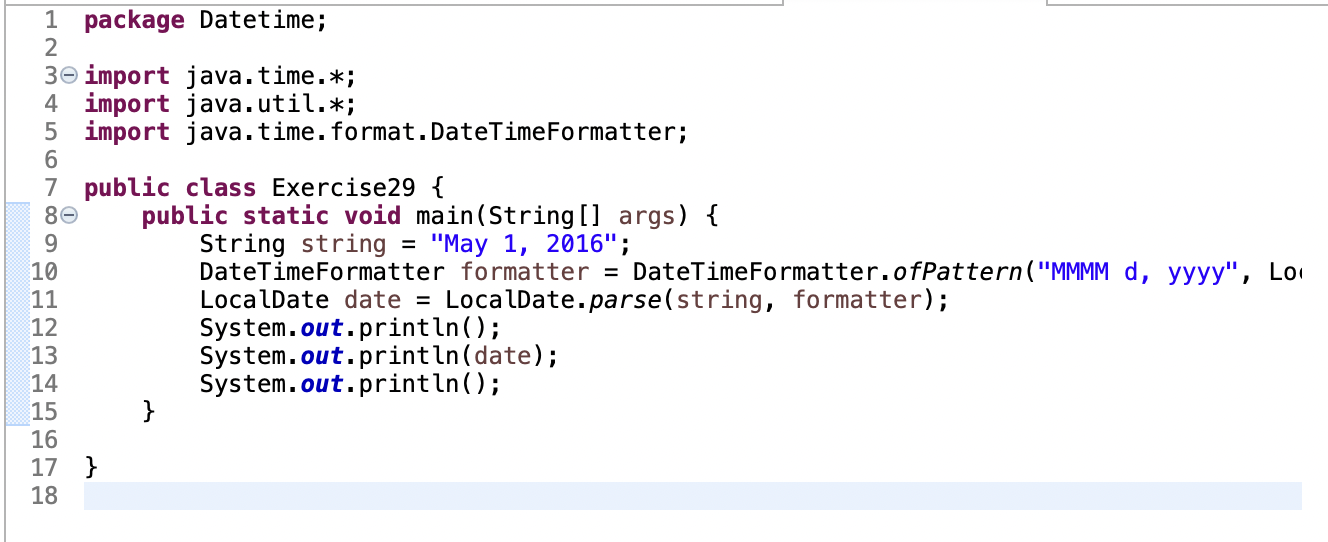 1 package Datetime;
2
3 import java.time.*;
4 import java.util.*;
5 import java.time.format.DateTimeFormatter;
6
7 public class Exercise29 {
8     public static void main(String[] args) {
9         String string = "May 1, 2016";
10         DateTimeFormatter formatter = DateTimeFormatter.ofPattern("MMMM d, yyyy",
11         LocalDate date = LocalDate.parse(string, formatter);
12         System.out.println();
13         System.out.println(date);
14         System.out.println();
15     }
16
17 }
18